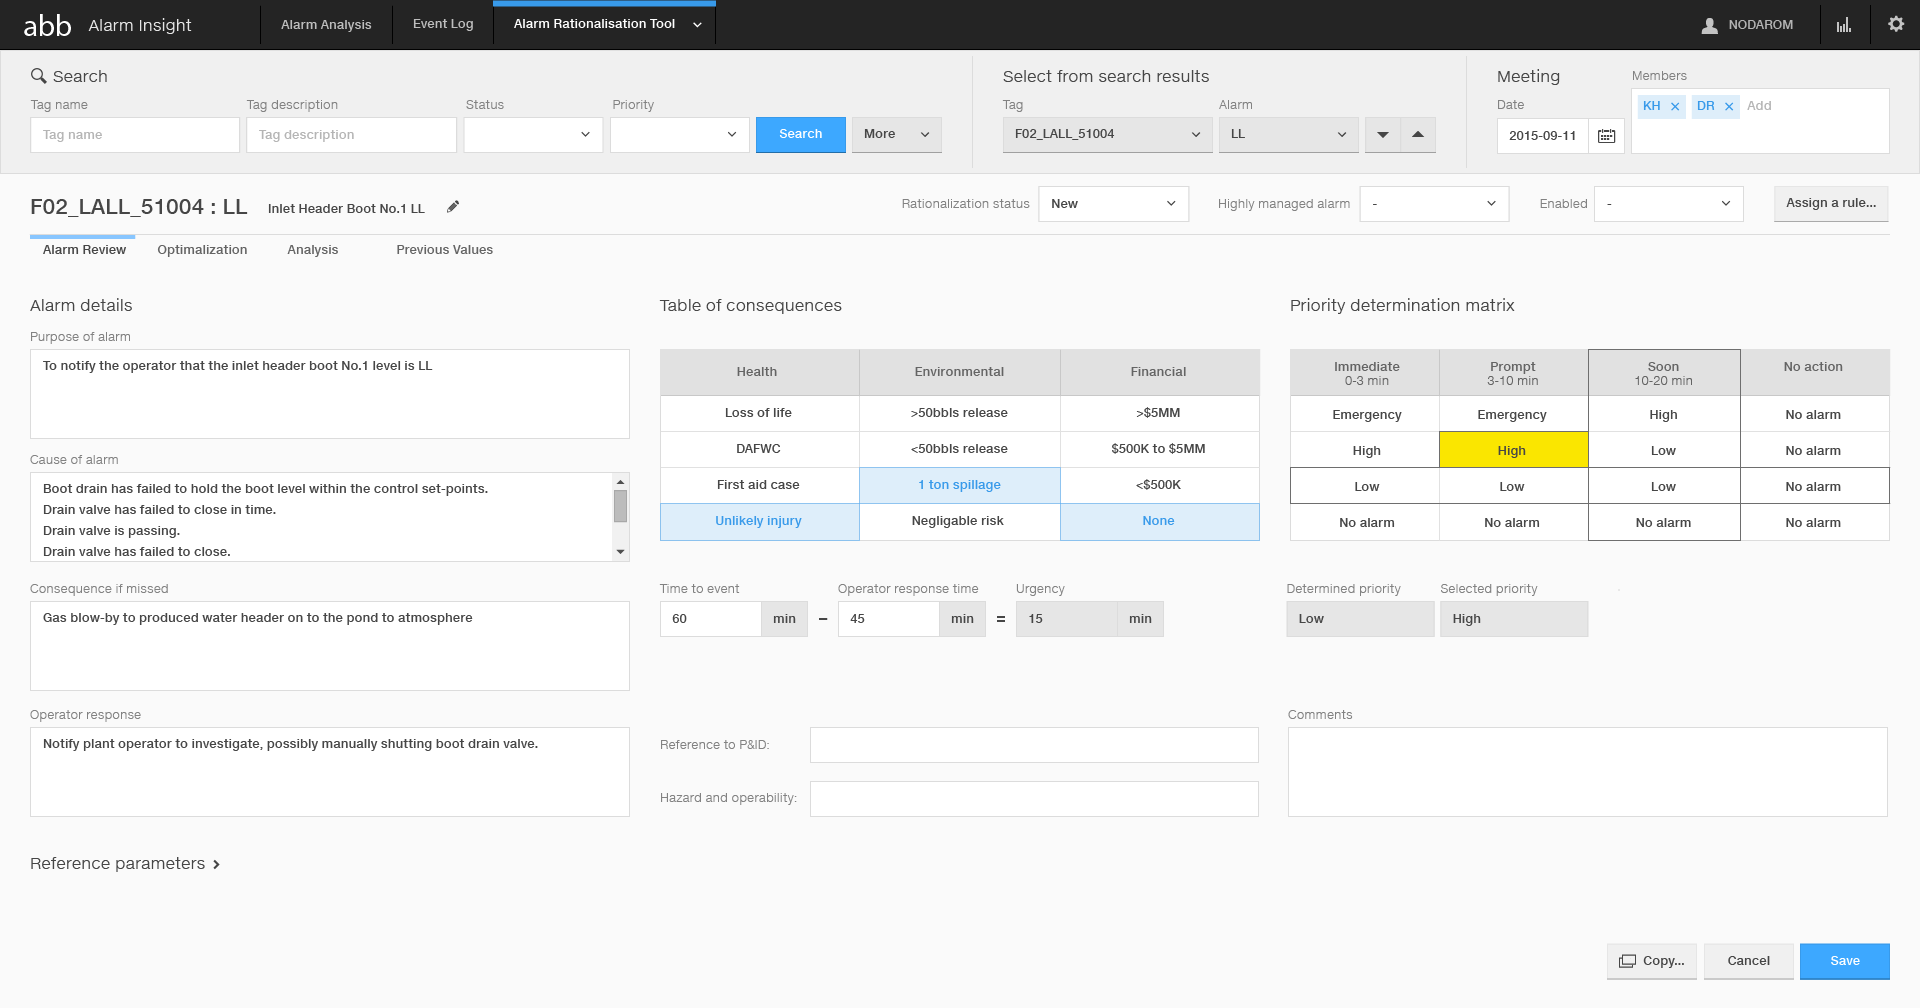 abb Alarm Insight Alarm Analysis Event Log Alarm Rationalisation Tool NODAROM
Search
Tag name Tag description Status Priority
Tag name Tag description Search More
Select from search results
Tag Alarm
F02_LALL_51004 LL
Meeting Members
Date
2015-09-11
KH × DR × Add
F02_LALL_51004 : LL Inlet Header Boot No.1 LL
Rationalization status New Highly managed alarm - Enabled - Assign a rule...
Alarm Review Optimalization Analysis Previous Values
Alarm details
Purpose of alarm
To notify the operator that the inlet header boot No.1 level is LL
Cause of alarm
Boot drain has failed to hold the boot level within the control set-points.
Drain valve has failed to close in time.
Drain valve is passing.
Drain valve has failed to close.
Consequence if missed
Gas blow-by to produced water header on to the pond to atmosphere
Operator response
Notify plant operator to investigate, possibly manually shutting boot drain valve.
Table of consequences
Health Environmental Financial
Loss of life >50bbls release >$5MM
DAFWC <50bbls release $500K to $5MM
First aid case 1 ton spillage <$500K
Unlikely injury Negligable risk None
Time to event Operator response time Urgency
60 min – 45 min = 15 min
Reference to P&ID:
Hazard and operability:
Priority determination matrix
Immediate Prompt Soon No action
0-3 min 3-10 min 10-20 min
Emergency Emergency High No alarm
High High Low No alarm
Low Low Low No alarm
No alarm No alarm No alarm No alarm
Determined priority Selected priority
Low High
Comments
Reference parameters
Copy... Cancel Save